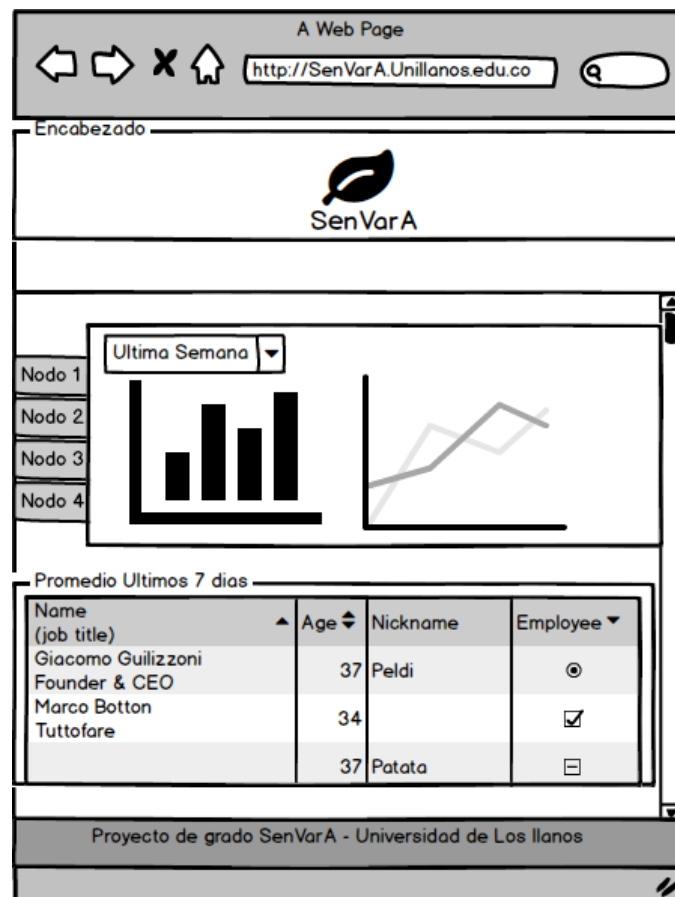 A Web Page
http://SenVarA.Unillanos.edu.co
Encabezado
SenVarA
Ultima Semana
Nodo 1
Nodo 2
Nodo 3
Nodo 4
Promedio Ultimos 7 dias
Name
(job title)
Age
Nickname
Employee
Giacomo Guilizzoni
Founder & CEO
37
Peldi
Marco Botton
Tuttofare
34
37
Patata
Proyecto de grado SenVarA - Universidad de Los llanos